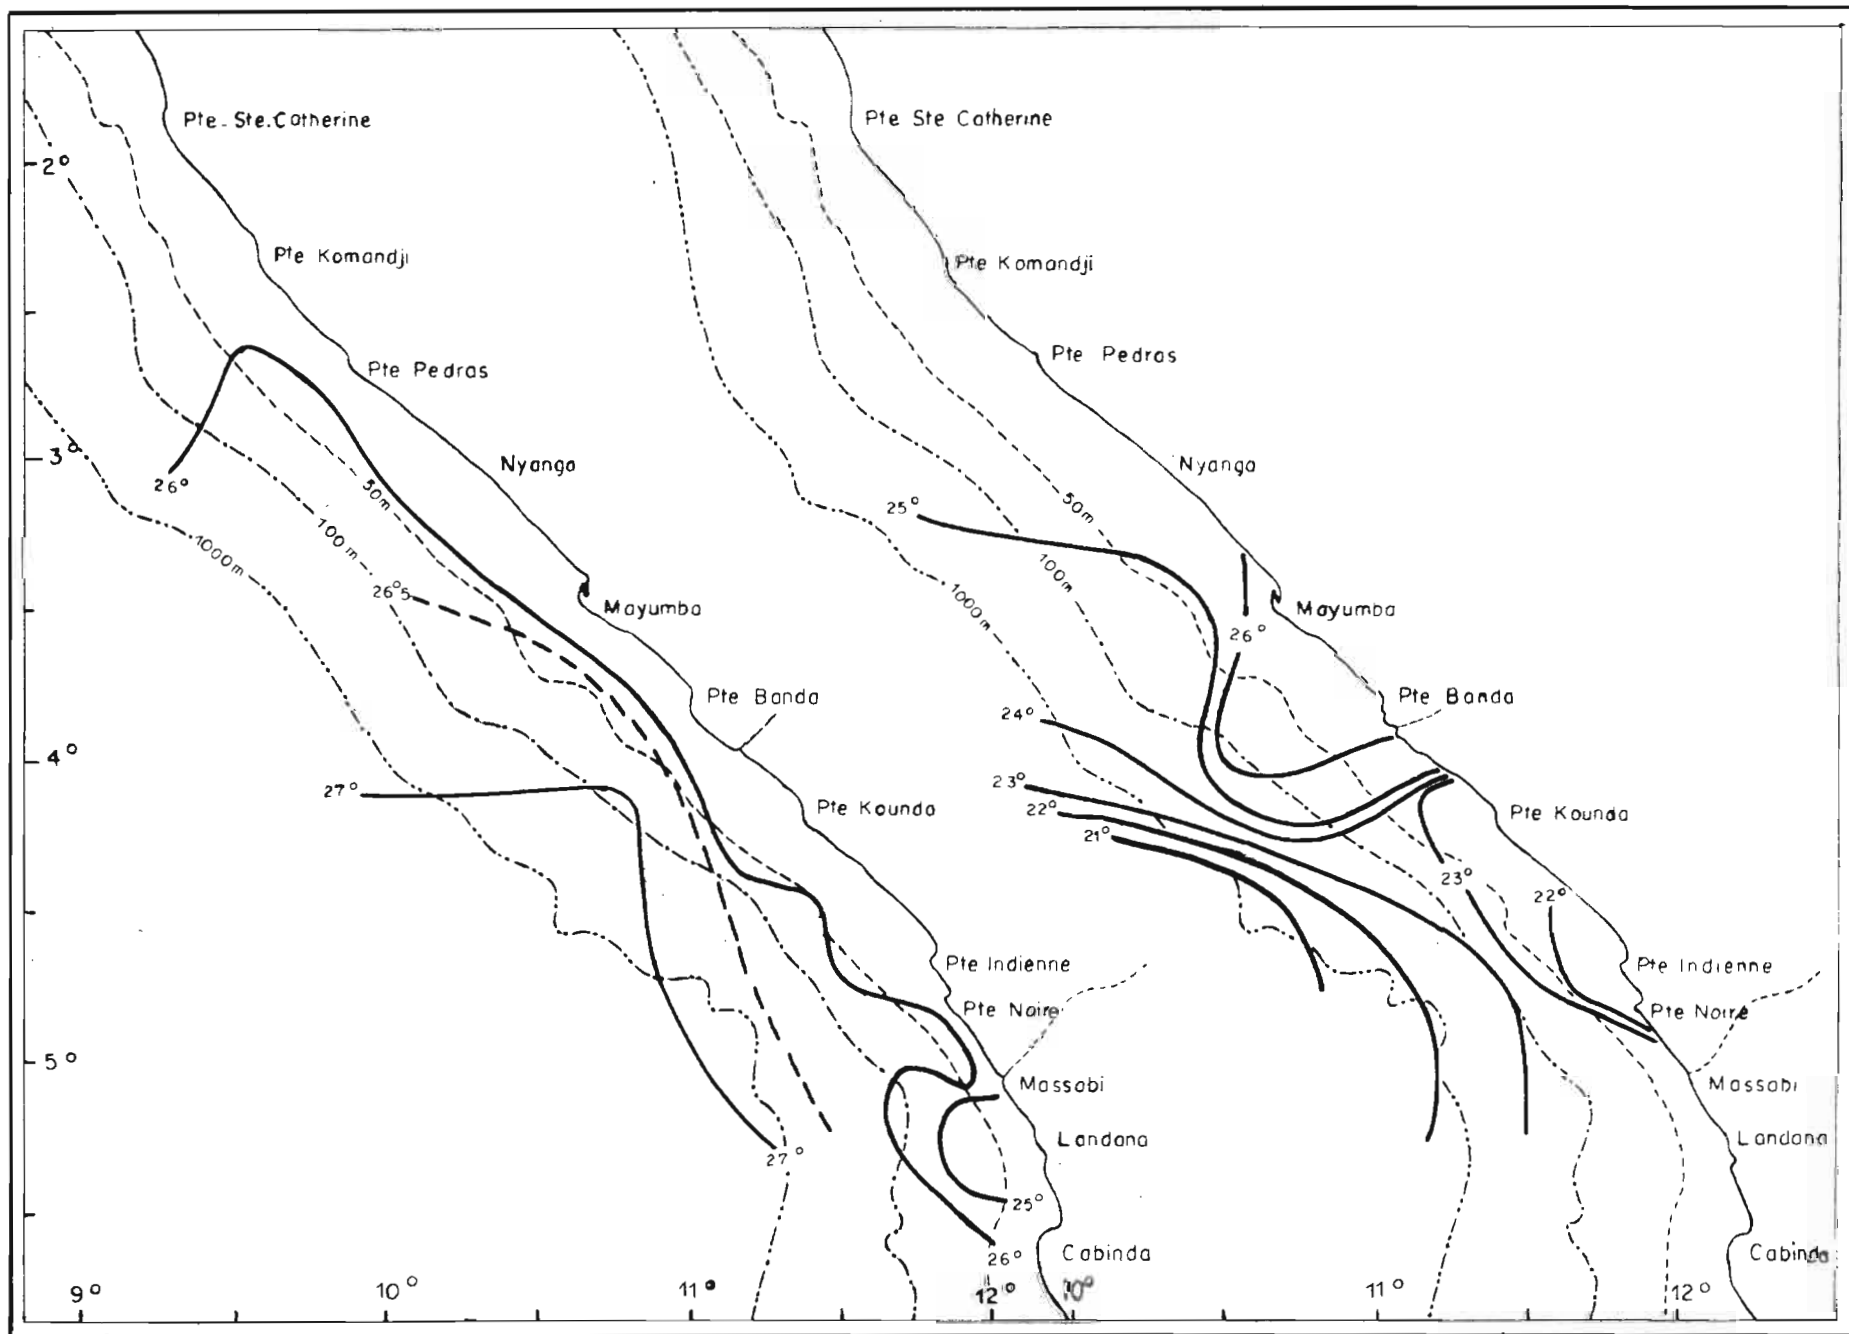 Pte_Ste.Catherine
2°
Pte Komandji
Pte Pedras
3°
26°
Nyanga
50m
100m
1000m
26°5
Mayumba
Pte Banda
4°
27°
Pte Kounda
Pte Indienne
Pte Noire
5°
Massabi
Landana
27°
25°
26°
Cabinda
9°
10°
11°
12°
Pte Ste Catherine
Pte Komandji
Pte Pedras
Nyanga
25°
50m
100m
1000m
Mayumba
26°
Pte Banda
24°
23°
22°
21°
Pte Kounda
23°
22°
Pte Indienne
Pte Noire
Massabi
Landana
Cabinda
10°
11°
12°